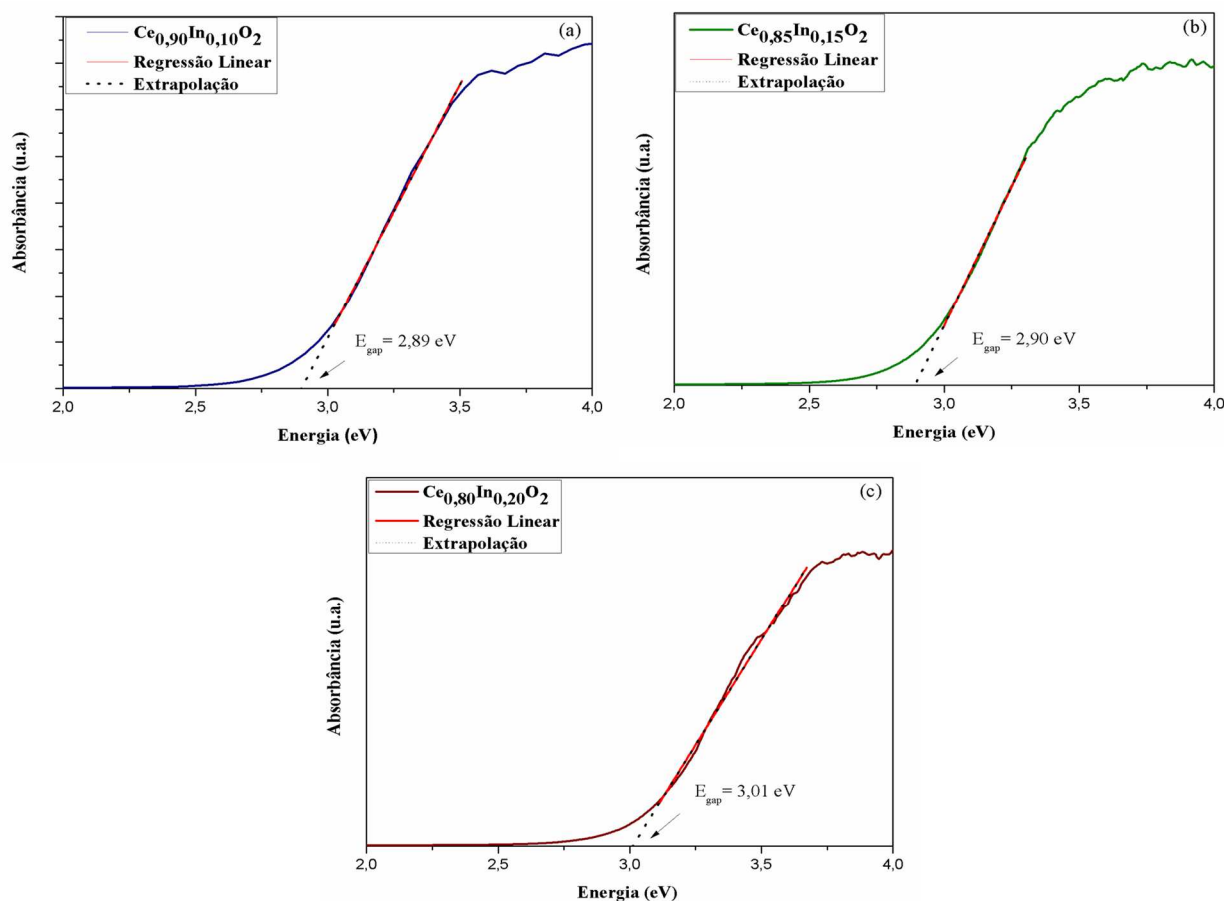 (a)
Ce0,90In0,10O2
Regressão Linear
Extrapolação
Absorbância (u.a.)
Egap= 2,89 eV
2,0 2,5 3,0 3,5 4,0
Energia (eV)
(b)
Ce0,85In0,15O2
Regressão Linear
Extrapolação
Absorbância (u.a.)
Egap= 2,90 eV
2,0 2,5 3,0 3,5 4,0
Energia (eV)
(c)
Ce0,80In0,20O2
Regressão Linear
Extrapolação
Absorbância (u.a.)
Egap= 3,01 eV
2,0 2,5 3,0 3,5 4,0
Energia (eV)